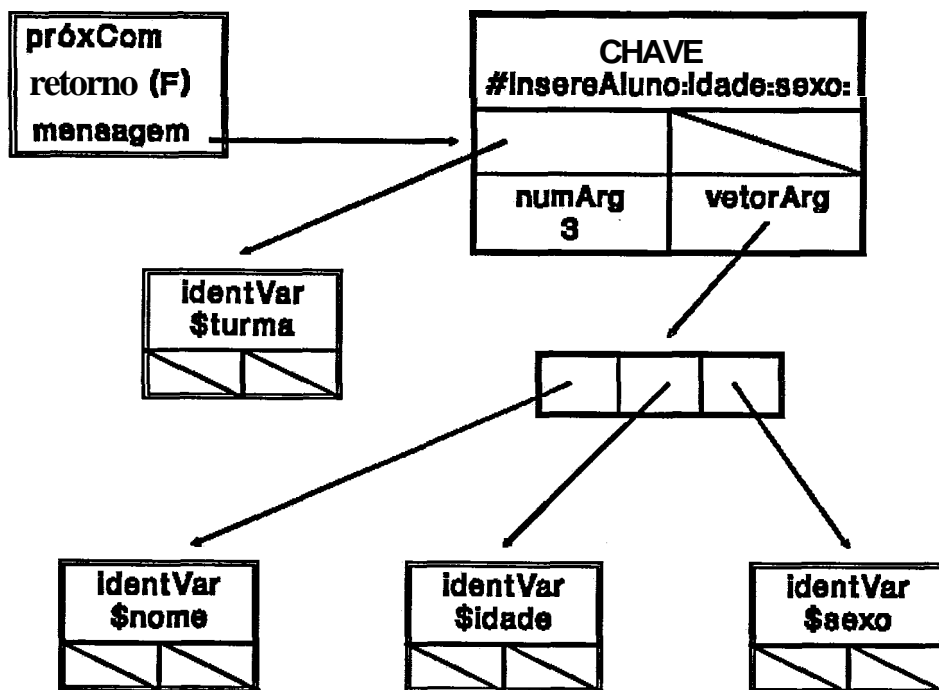 próxCom
retorno (F)
mensagem
CHAVE
#insereAluno:idade:sexo:
numArg
3
vetorArg
identVar
$turma
identVar
$nome
identVar
$idade
identVar
$sexo